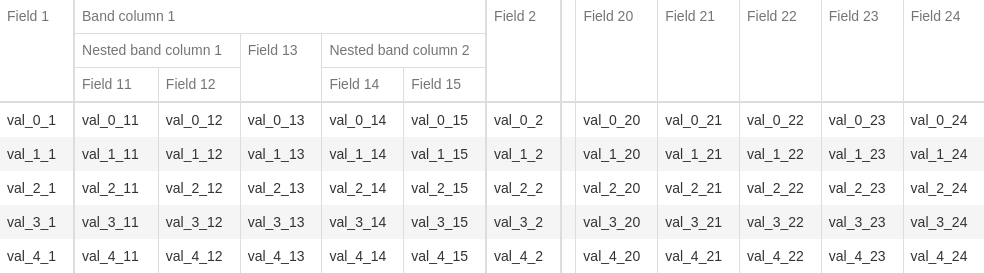 Field 1 Band column 1 Field 2 Field 20 Field 21 Field 22 Field 23 Field 24
Nested band column 1 Field 13 Nested band column 2
Field 11 Field 12 Field 14 Field 15
val_0_1 val_0_11 val_0_12 val_0_13 val_0_14 val_0_15 val_0_2 val_0_20 val_0_21 val_0_22 val_0_23 val_0_24
val_1_1 val_1_11 val_1_12 val_1_13 val_1_14 val_1_15 val_1_2 val_1_20 val_1_21 val_1_22 val_1_23 val_1_24
val_2_1 val_2_11 val_2_12 val_2_13 val_2_14 val_2_15 val_2_2 val_2_20 val_2_21 val_2_22 val_2_23 val_2_24
val_3_1 val_3_11 val_3_12 val_3_13 val_3_14 val_3_15 val_3_2 val_3_20 val_3_21 val_3_22 val_3_23 val_3_24
val_4_1 val_4_11 val_4_12 val_4_13 val_4_14 val_4_15 val_4_2 val_4_20 val_4_21 val_4_22 val_4_23 val_4_24